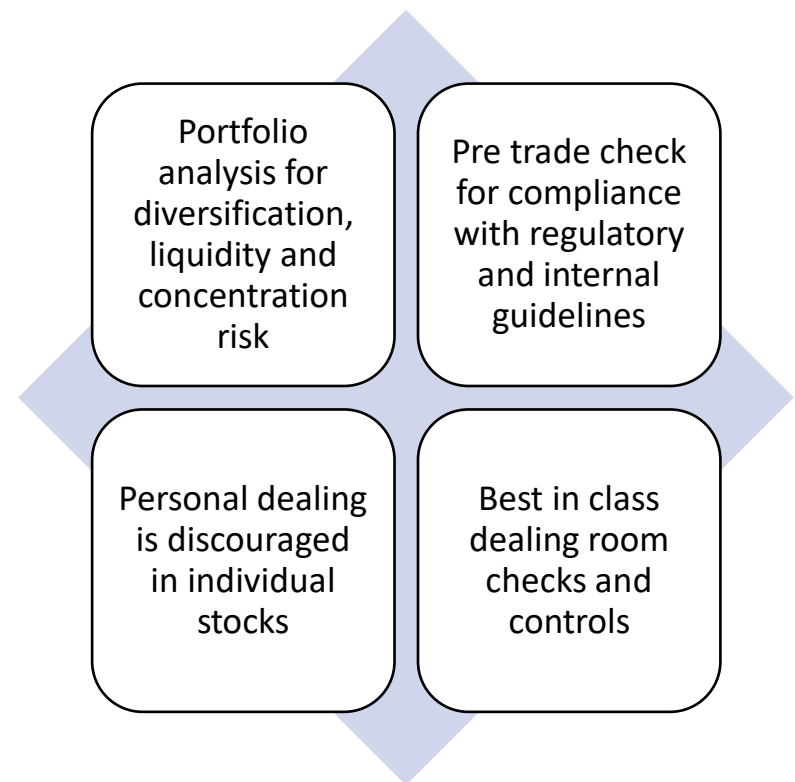 Portfolio
analysis for
diversification,
liquidity and
concentration
risk
Pre trade check
for compliance
with regulatory
and internal
guidelines
Personal dealing
is discouraged
in individual
stocks
Best in class
dealing room
checks and
controls